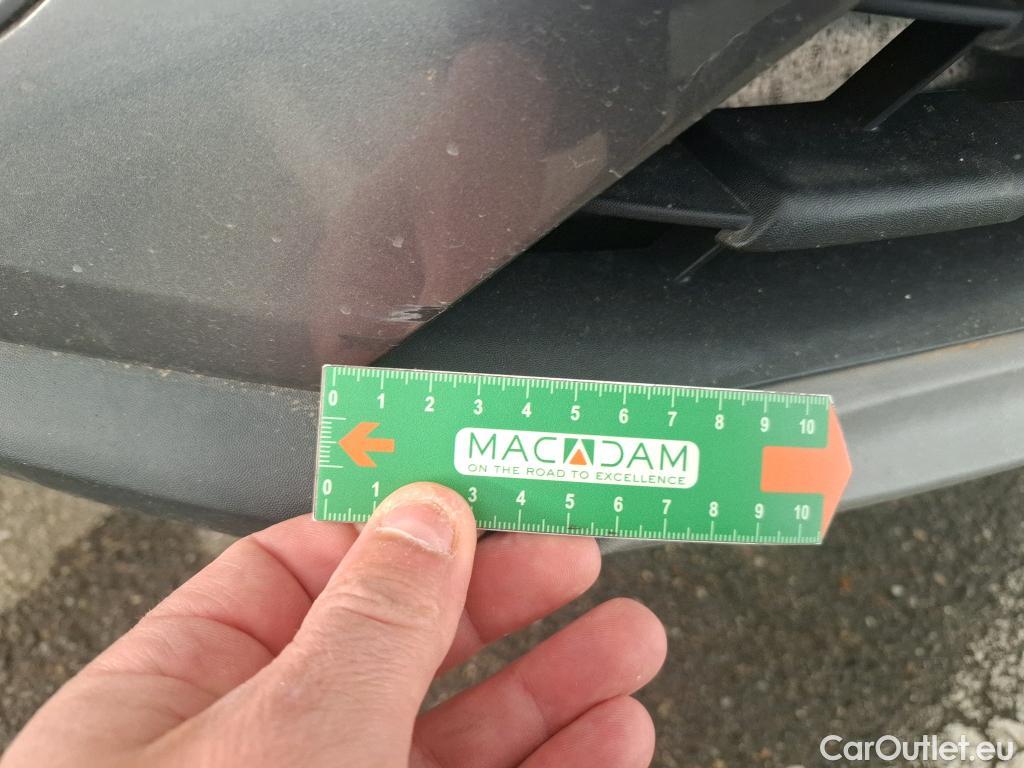 0 1 2 3 4 5 6 7 8 9 10
MACADAM
ON THE ROAD TO EXCELLENCE
0 1 3 4 5 6 7 8 9 10
CarOutlet.eu